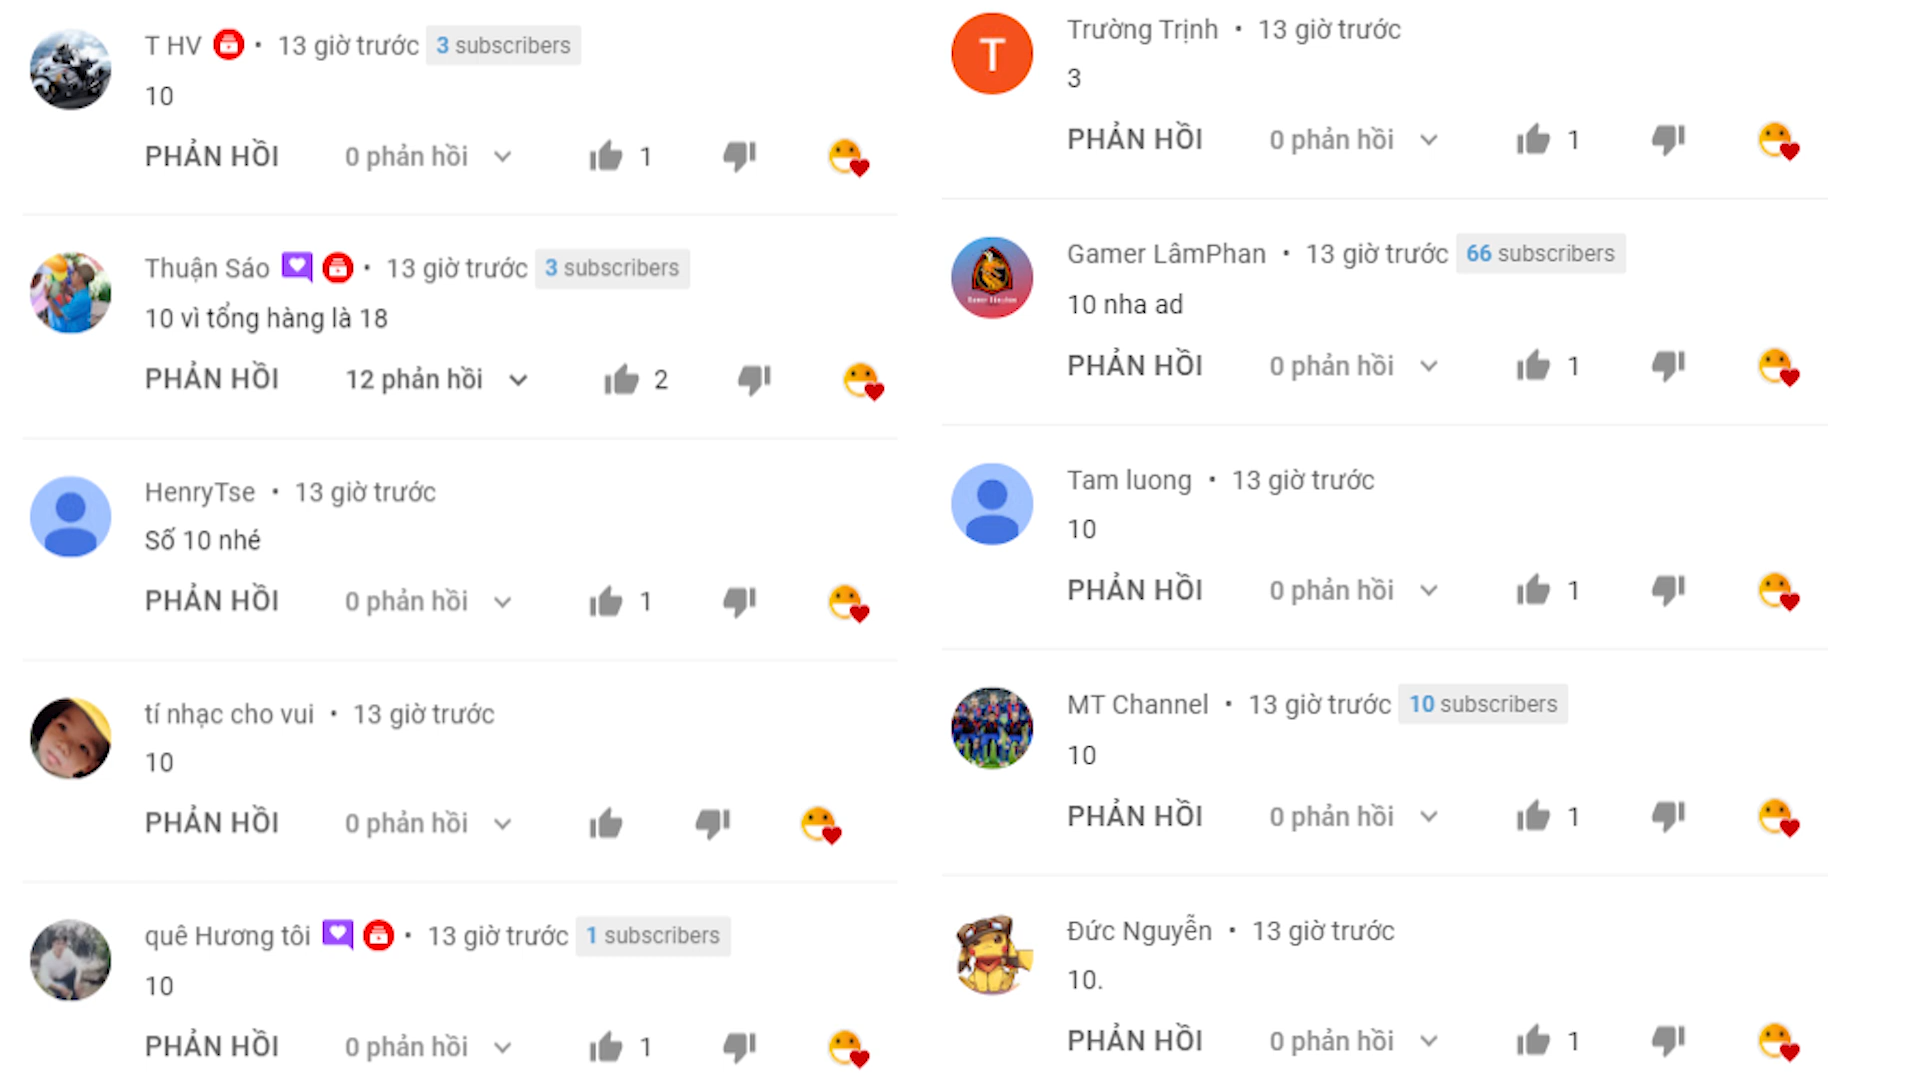 T HV • 13 giờ trước 3 subscribers
10
PHẢN HỒI 0 phản hồi 1
Thuận Sáo • 13 giờ trước 3 subscribers
10 vì tổng hàng là 18
PHẢN HỒI 12 phản hồi 2
HenryTse • 13 giờ trước
Số 10 nhé
PHẢN HỒI 0 phản hồi 1
tí nhạc cho vui • 13 giờ trước
10
PHẢN HỒI 0 phản hồi
quê Hương tôi • 13 giờ trước 1 subscribers
10
PHẢN HỒI 0 phản hồi 1
T
Trường Trịnh • 13 giờ trước
3
PHẢN HỒI 0 phản hồi 1
Gamer LâmPhan • 13 giờ trước 66 subscribers
10 nha ad
PHẢN HỒI 0 phản hồi 1
Tam luong • 13 giờ trước
10
PHẢN HỒI 0 phản hồi 1
MT Channel • 13 giờ trước 10 subscribers
10
PHẢN HỒI 0 phản hồi 1
Đức Nguyễn • 13 giờ trước
10.
PHẢN HỒI 0 phản hồi 1